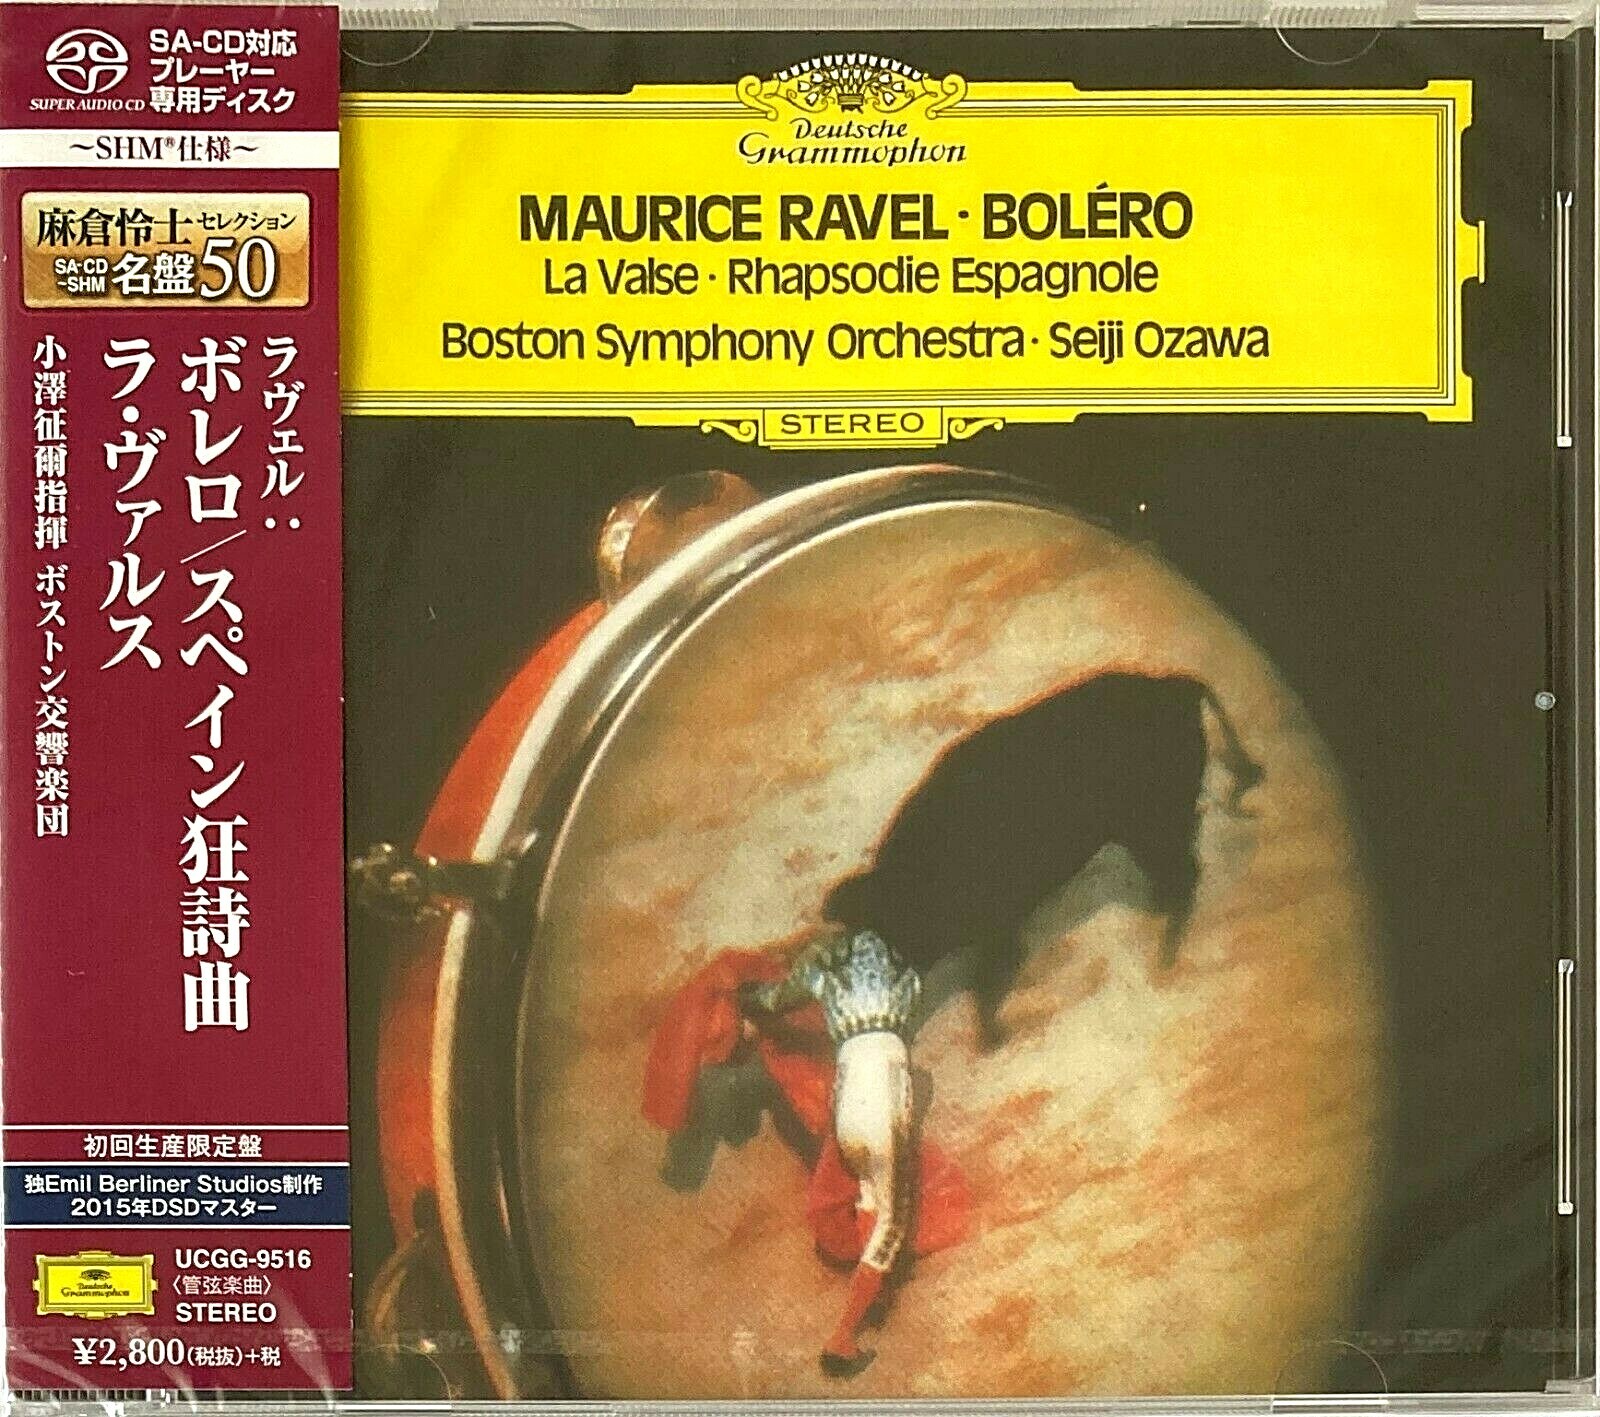 SUPER AUDIO CD
SA-CD対応
プレーヤー
専用ディスク
～SHM®仕様～
麻倉怜士セレクション
SA-CD
-SHM
名盤50
ラヴェル:
ボレロ/スペイン狂詩曲
ラ・ヴァルス
小澤征爾指揮 ボストン交響楽団
初回生産限定盤
独Emil Berliner Studios制作
2015年DSDマスター
Deutsche
Grammophon
UCGG-9516
〈管弦楽曲〉
STEREO
¥2,800(税抜)+税
Deutsche
Grammophon
MAURICE RAVEL · BOLÉRO
La Valse · Rhapsodie Espagnole
Boston Symphony Orchestra · Seiji Ozawa
STEREO